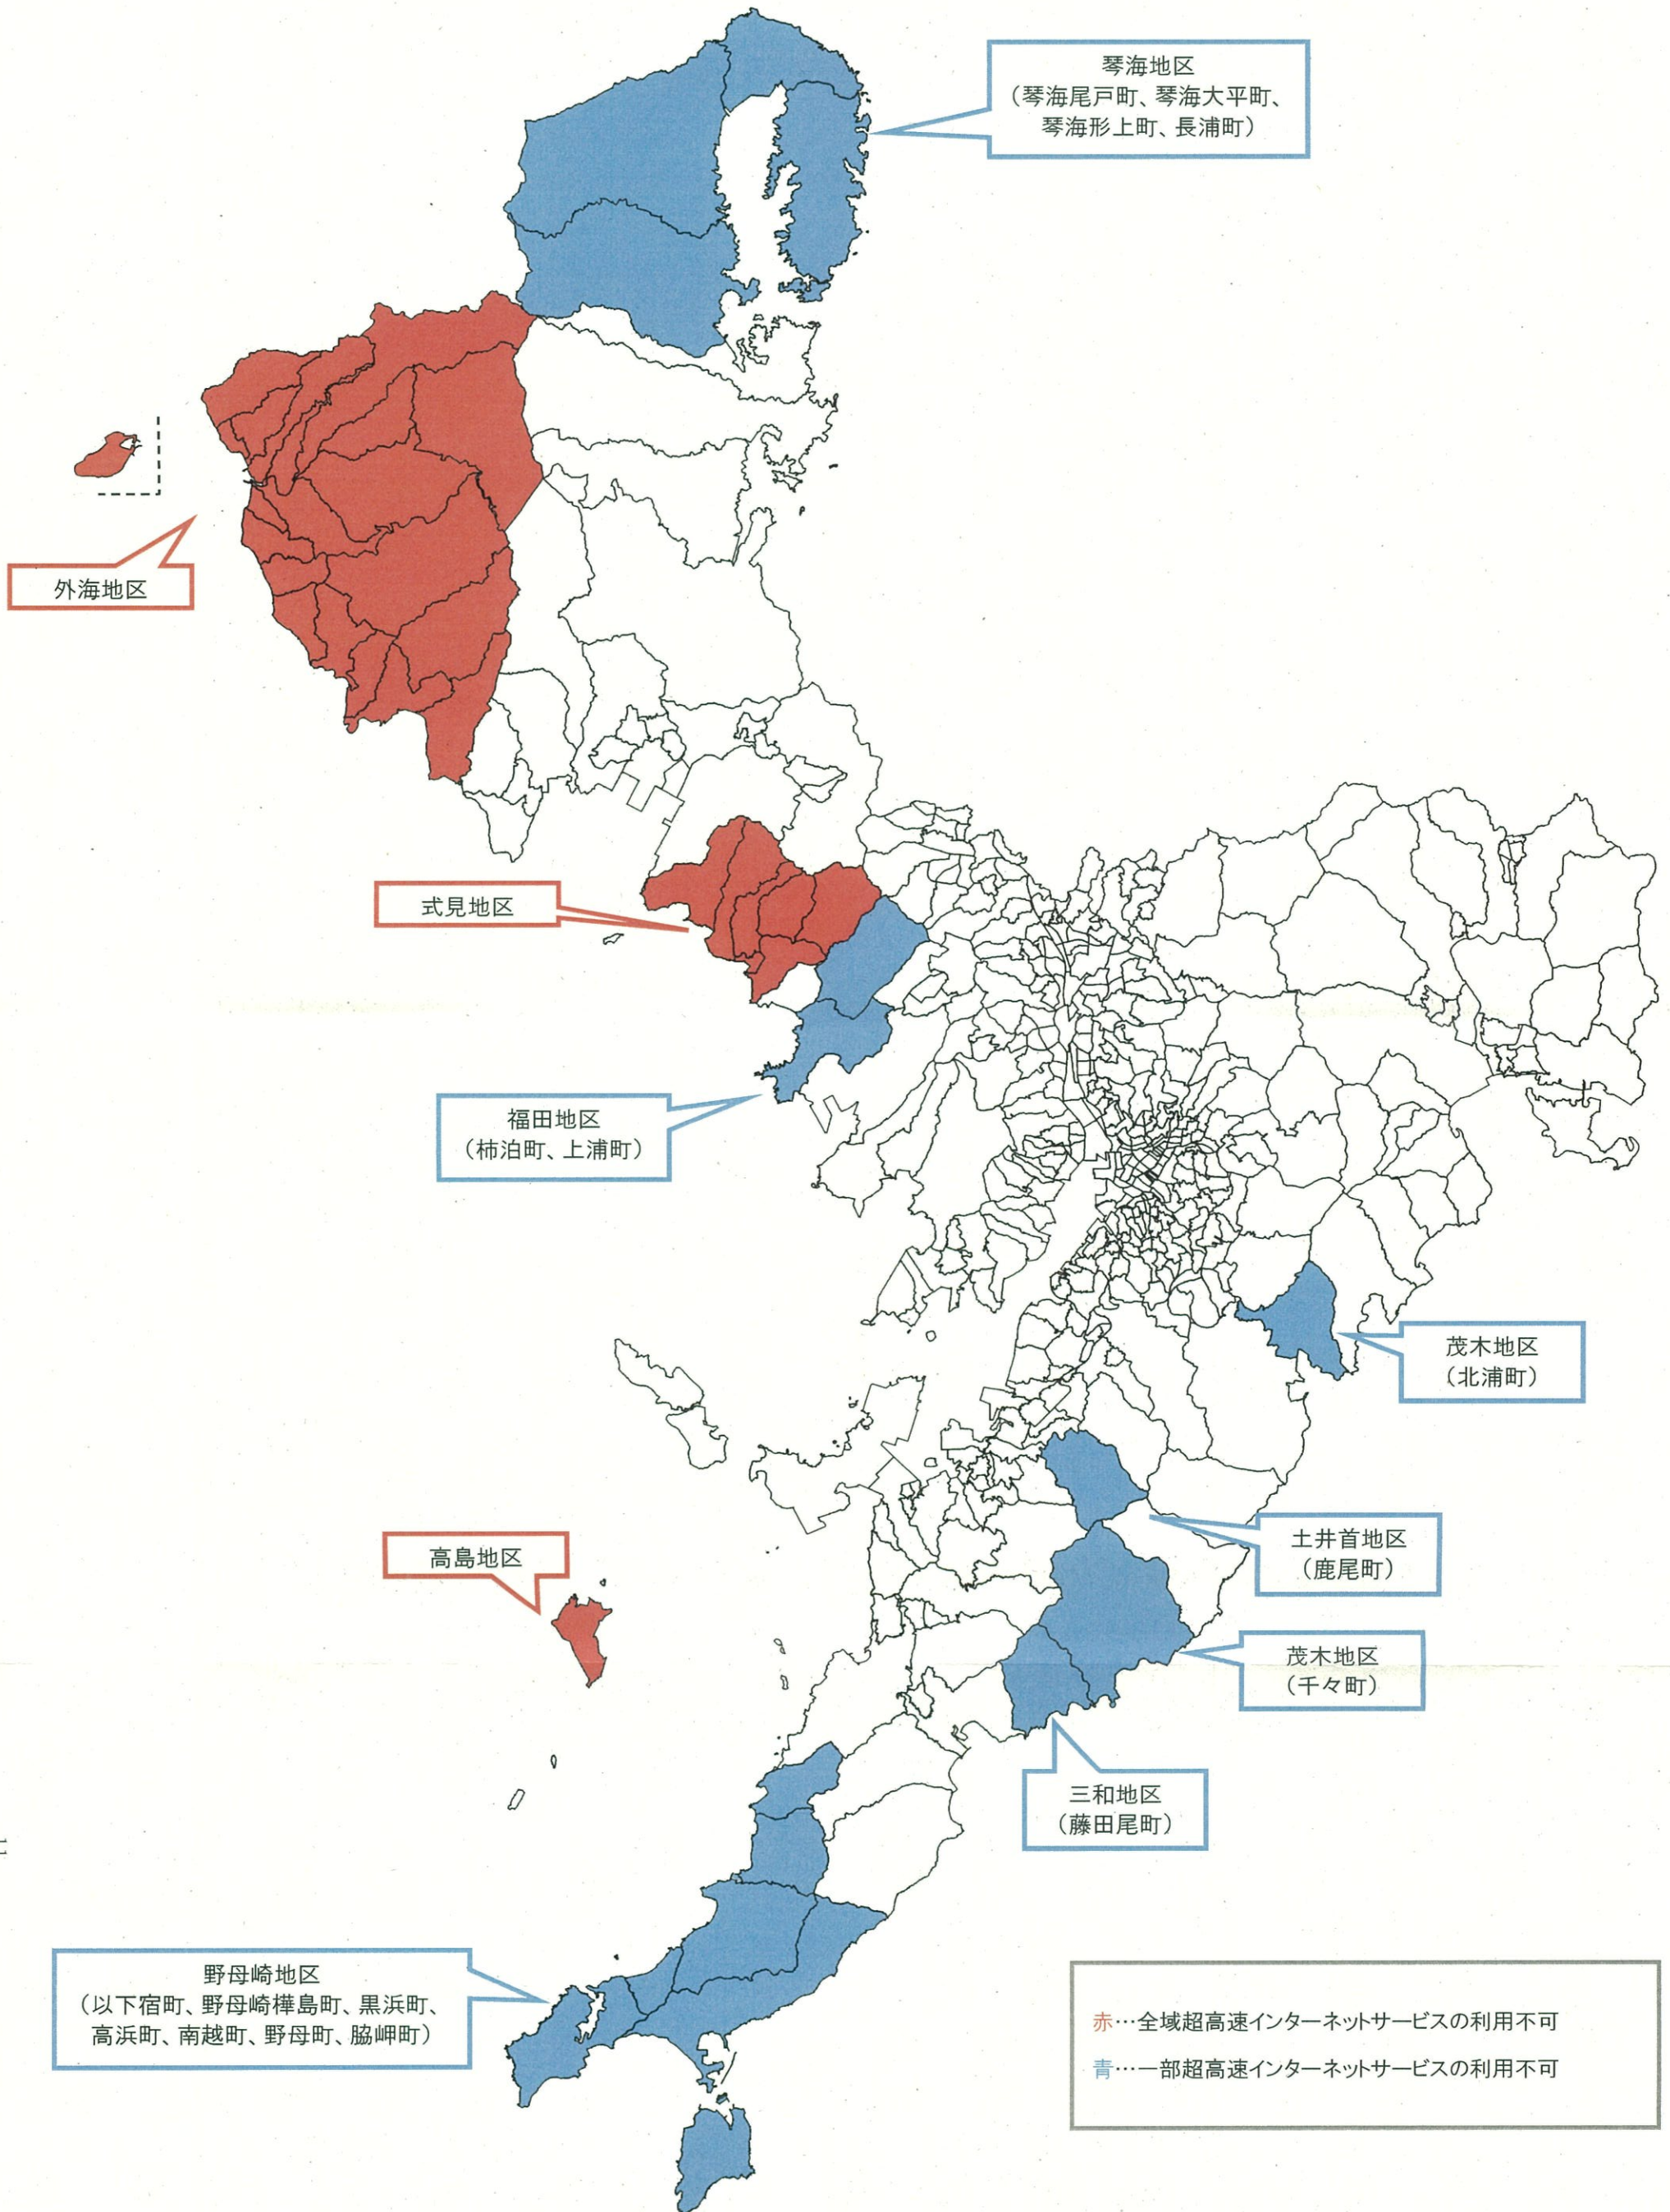 琴海地区
（琴海尾戸町、琴海大平町、
琴海形上町、長浦町）
外海地区
式見地区
福田地区
（柿泊町、上浦町）
茂木地区
（北浦町）
土井首地区
（鹿尾町）
高島地区
茂木地区
（千々町）
三和地区
（藤田尾町）
野母崎地区
（以下宿町、野母崎樺島町、黒浜町、
高浜町、南越町、野母町、脇岬町）
赤…全域超高速インターネットサービスの利用不可
青…一部超高速インターネットサービスの利用不可
11